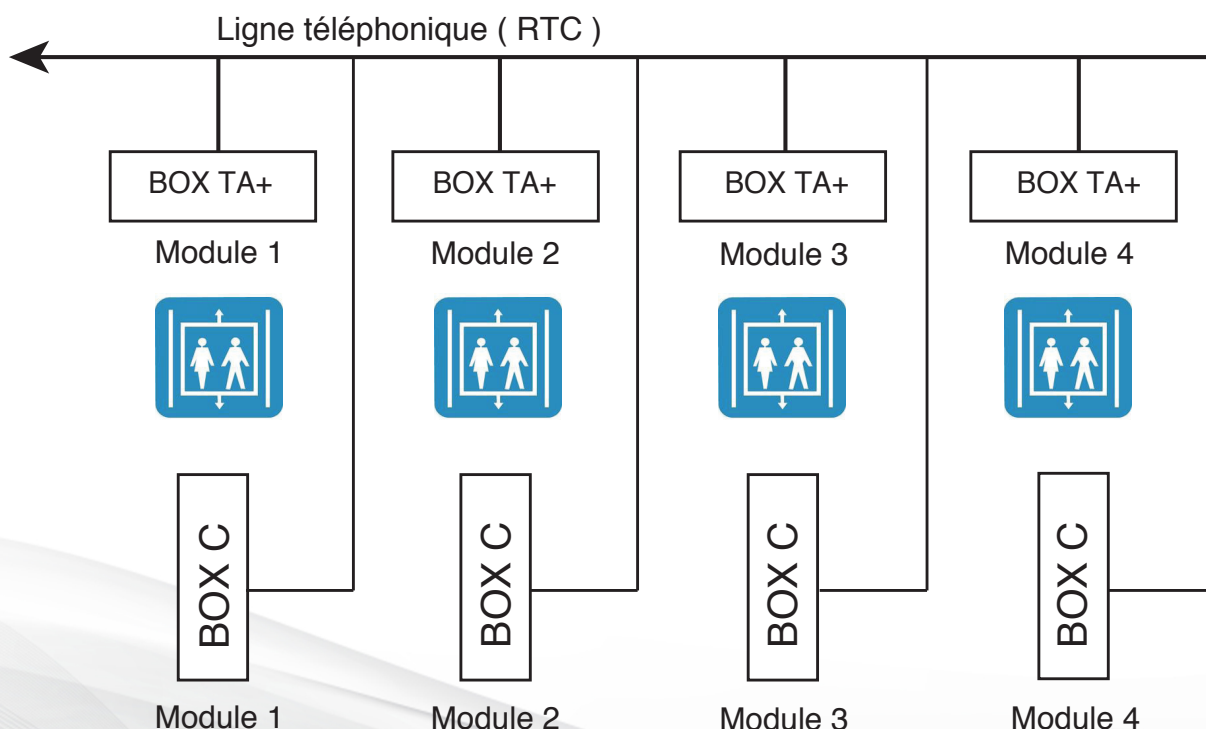 Ligne téléphonique ( RTC )
BOX TA+
BOX TA+
BOX TA+
BOX TA+
Module 1
Module 2
Module 3
Module 4
BOX C
BOX C
BOX C
BOX C
Module 1
Module 2
Module 3
Module 4